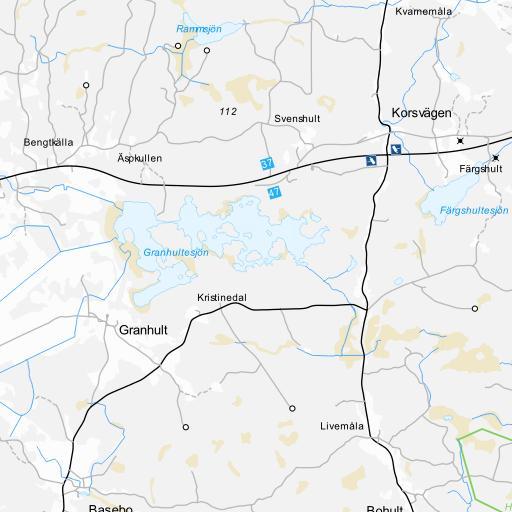 Kvarnemåla
Rammsjön
112
Korsvägen
Svenshult
Bengtkälla
Äspkullen
37
Färgshult
47
Färgshultesjön
Granhultesjön
Kristinedal
Granhult
Livemåla
Basebo
Bohult
H